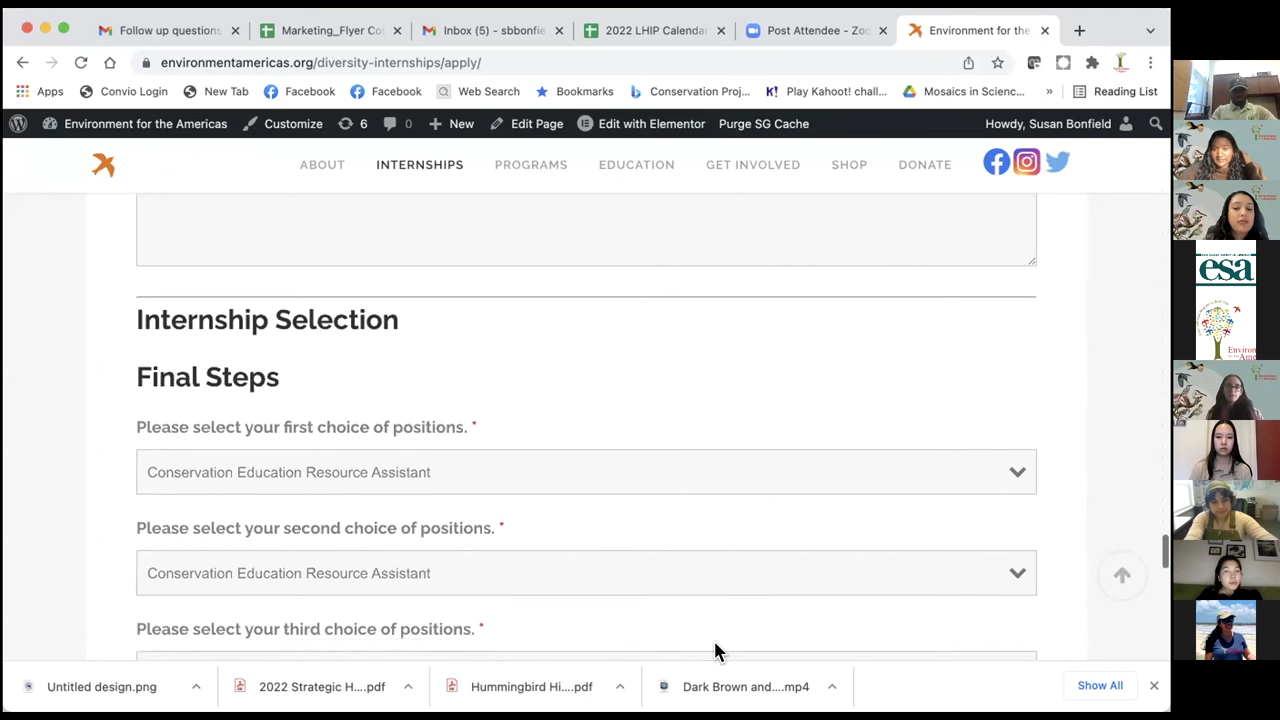 Follow up questions
Marketing_Flyer Co
Inbox (5) - sbbonfie
2022 LHIP Calenda
Post Attendee - Zoo
Environment for the
environmentamericas.org/diversity-internships/apply/
Apps
Convio Login
New Tab
Facebook
Facebook
Web Search
Bookmarks
Conservation Proj...
Play Kahoot! chall...
Mosaics in Scienc...
»
Reading List
Environment for the Americas
Customize
6
0
New
Edit Page
Edit with Elementor
Purge SG Cache
Howdy, Susan Bonfield
ABOUT
INTERNSHIPS
PROGRAMS
EDUCATION
GET INVOLVED
SHOP
DONATE
Internship Selection
Final Steps
Please select your first choice of positions. *
Conservation Education Resource Assistant
Please select your second choice of positions. *
Conservation Education Resource Assistant
Please select your third choice of positions. *
Untitled design.png
2022 Strategic H....pdf
Hummingbird Hi....pdf
Dark Brown and....mp4
Show All
esa
Environ